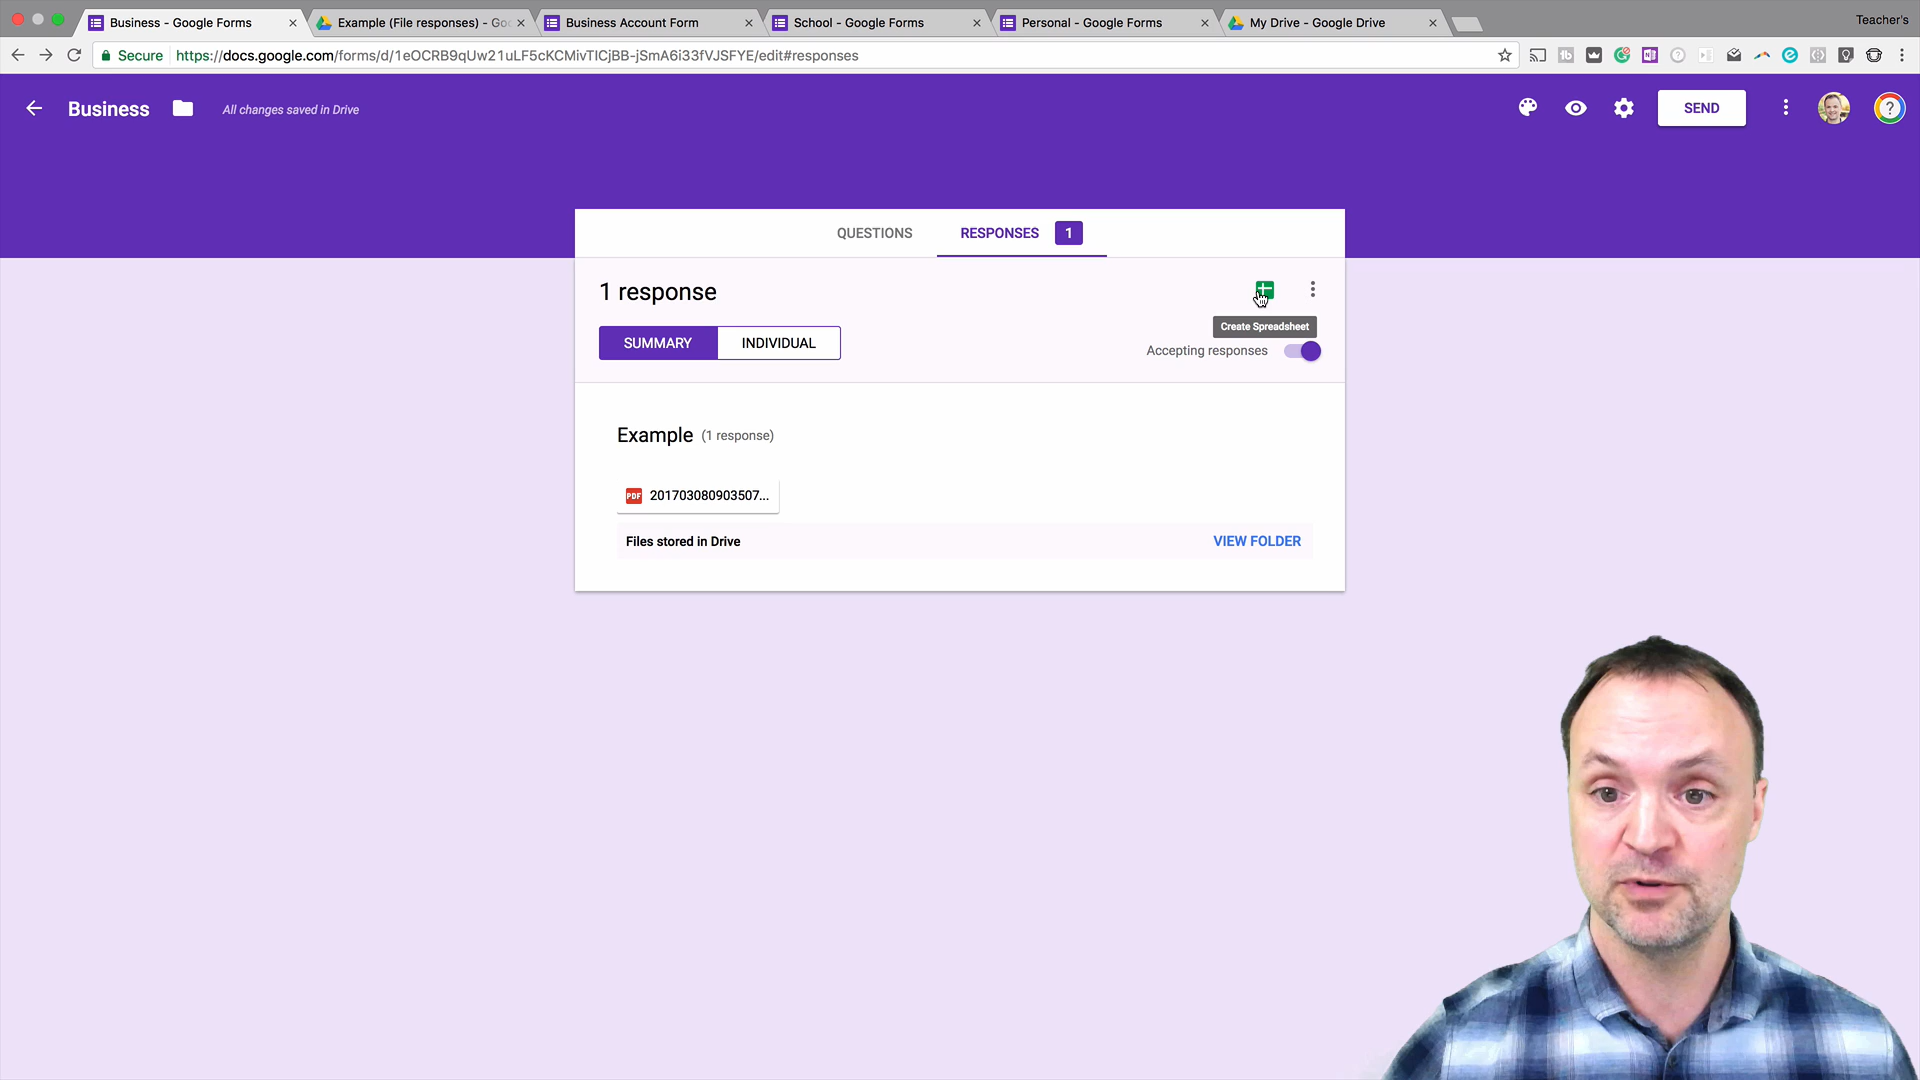 Business - Google Forms
Example (File responses) - Goo
Business Account Form
School - Google Forms
Personal - Google Forms
My Drive - Google Drive
Teacher's
Secure https://docs.google.com/forms/d/1eOCRB9qUw21uLF5cKCMivTICjBB-jSmA6i33fVJSFYE/edit#responses
Business
All changes saved in Drive
SEND
QUESTIONS
RESPONSES 1
1 response
Create Spreadsheet
SUMMARY
INDIVIDUAL
Accepting responses
Example (1 response)
PDF 201703080903507...
Files stored in Drive
VIEW FOLDER